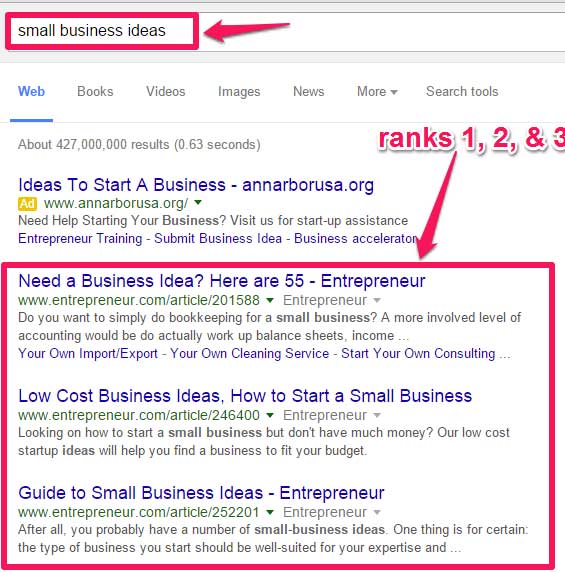 small business ideas
Web Books Videos Images News More Search tools
About 427,000,000 results (0.63 seconds)
ranks 1, 2, & 3
Ideas To Start A Business - annarborusa.org
Ad www.annarborusa.org/
Need Help Starting Your Business? Visit us for start-up assistance
Entrepreneur Training - Submit Business Idea - Business accelerator
Need a Business Idea? Here are 55 - Entrepreneur
www.entrepreneur.com/article/201588 Entrepreneur
Do you want to simply do bookkeeping for a small business? A more involved level of
accounting would be do actually work up balance sheets, income ...
Your Own Import/Export - Your Own Cleaning Service - Start Your Own Consulting ...
Low Cost Business Ideas, How to Start a Small Business
www.entrepreneur.com/article/246400 Entrepreneur
Looking on how to start a small business but don't have much money? Our low cost
startup ideas will help you find a business to fit your budget.
Guide to Small Business Ideas - Entrepreneur
www.entrepreneur.com/article/252201 Entrepreneur
After all, you probably have a number of small-business ideas. One thing is for certain:
the type of business you start should be well-suited for your expertise and ...